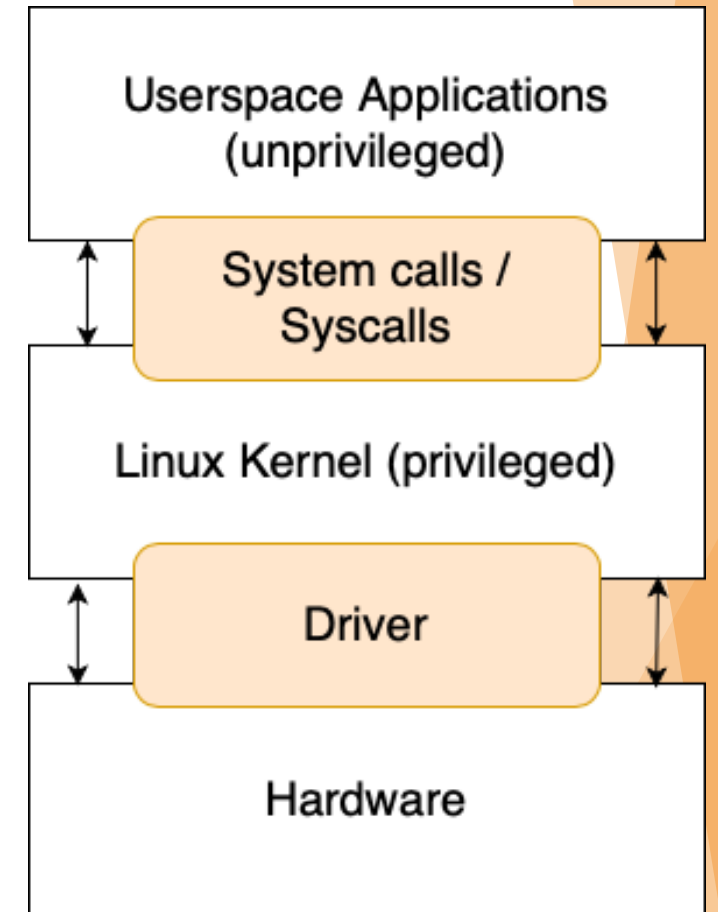 Userspace Applications
(unprivileged)
System calls /
Syscalls
Linux Kernel (privileged)
Driver
Hardware